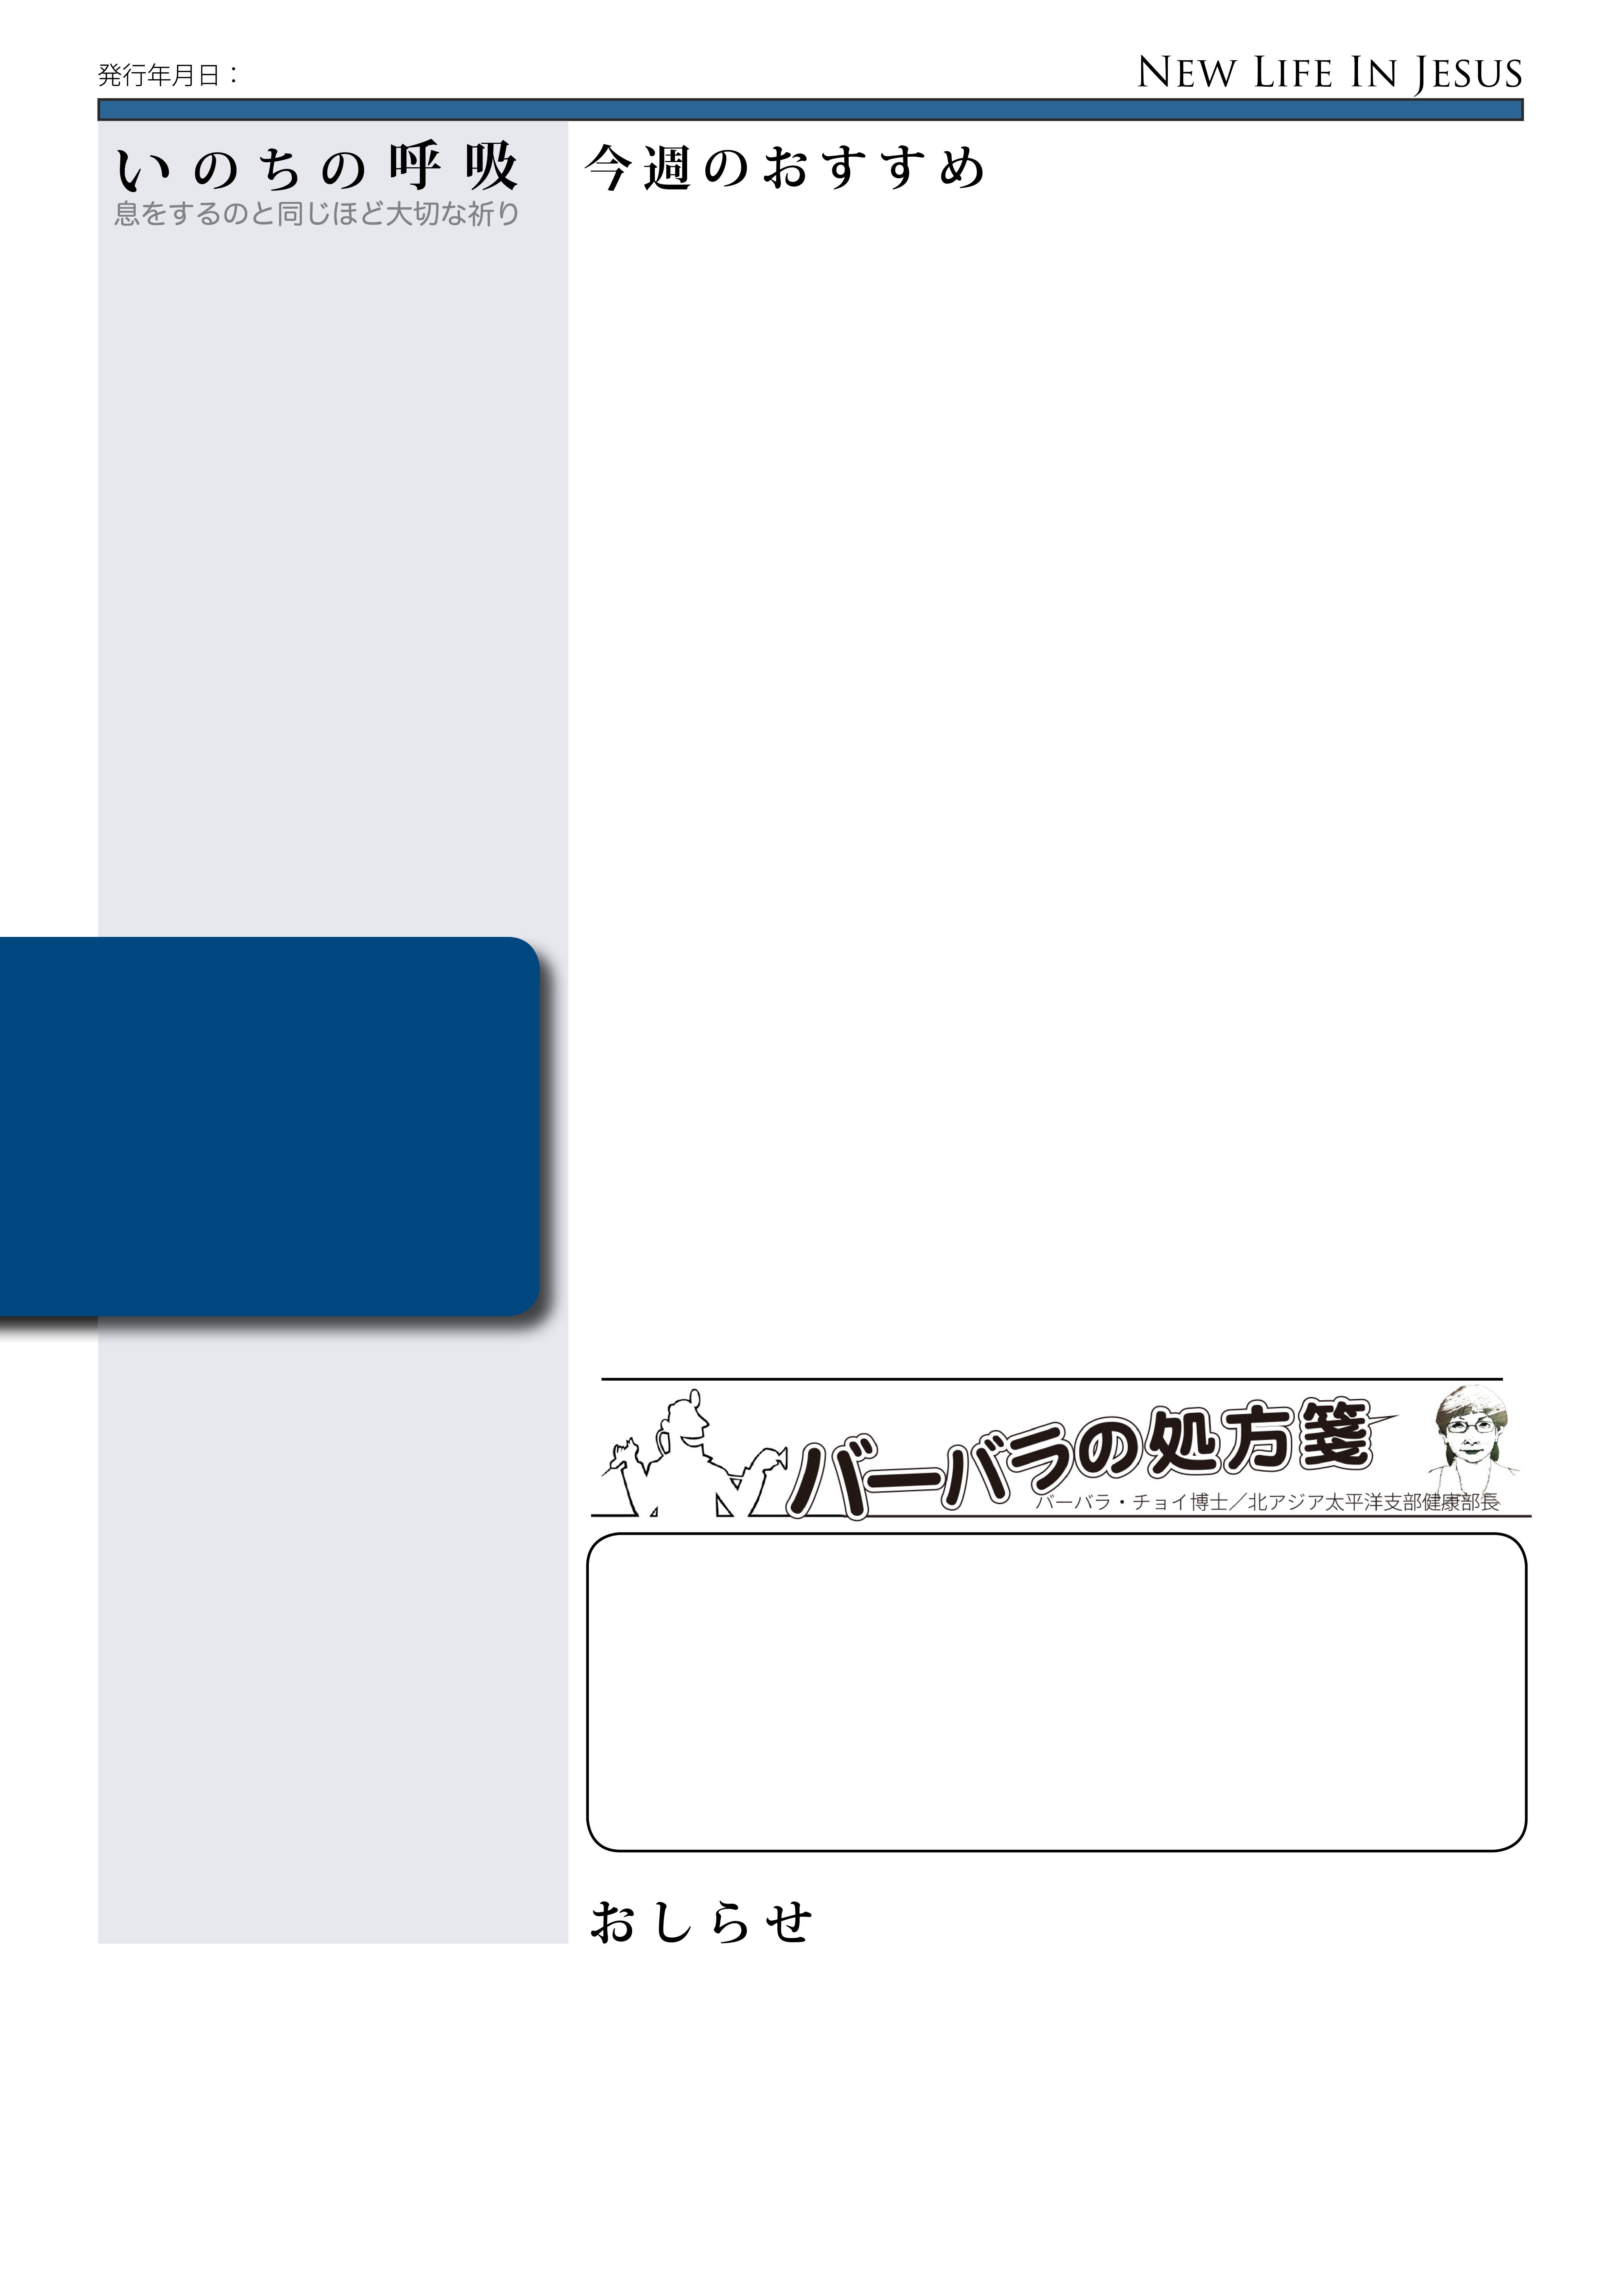 発行年月日：
NEW LIFE IN JESUS
いのちの呼吸
息をするのと同じほど大切な祈り
今週のおすすめ
バーバラの処方箋
バーバラ・チョイ博士／北アジア太平洋支部健康部長
おしらせ